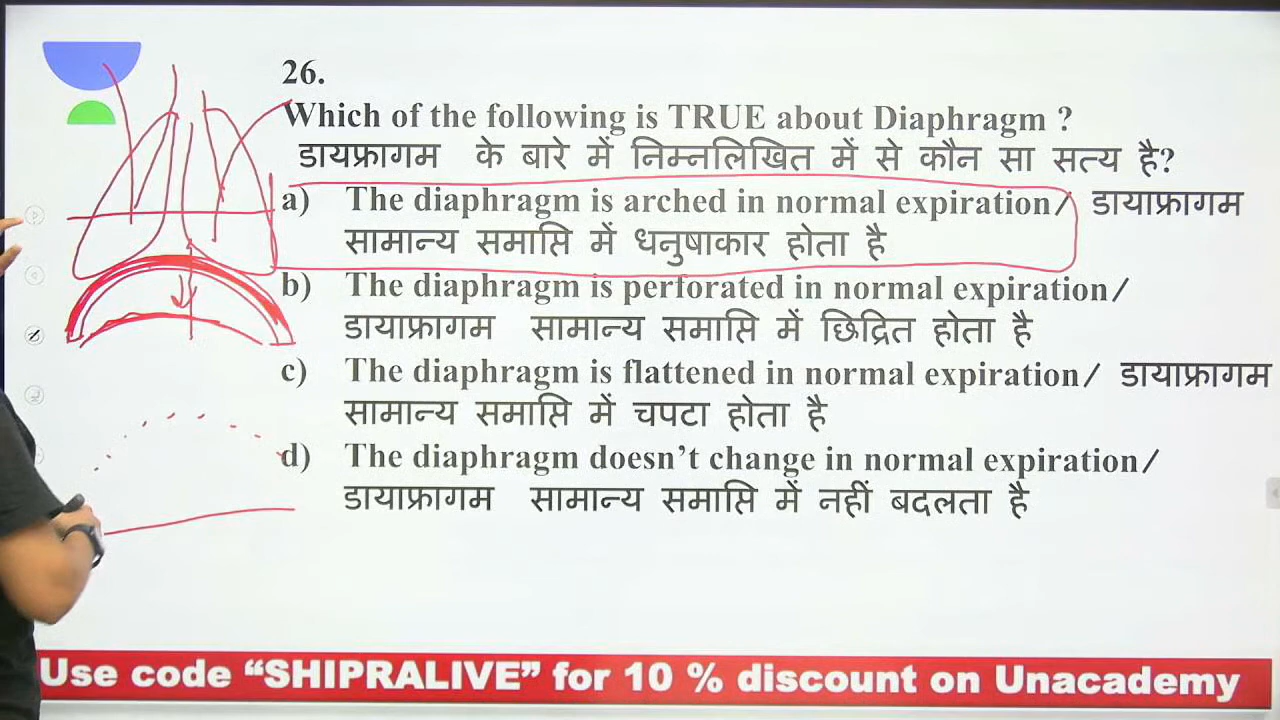 26.
Which of the following is TRUE about Diaphragm ?
डायफ्रागम के बारे में निम्नलिखित में से कौन सा सत्य है?
a) The diaphragm is arched in normal expiration/ डायाफ्रागम
सामान्य समाप्ति में धनुषाकार होता है
b) The diaphragm is perforated in normal expiration/
डायाफ्रागम सामान्य समाप्ति में छिद्रित होता है
c) The diaphragm is flattened in normal expiration/ डायाफ्रागम
सामान्य समाप्ति में चपटा होता है
d) The diaphragm doesn't change in normal expiration/
डायाफ्रागम सामान्य समाप्ति में नहीं बदलता है
Use code “SHIPRALIVE” for 10 % discount on Unacademy